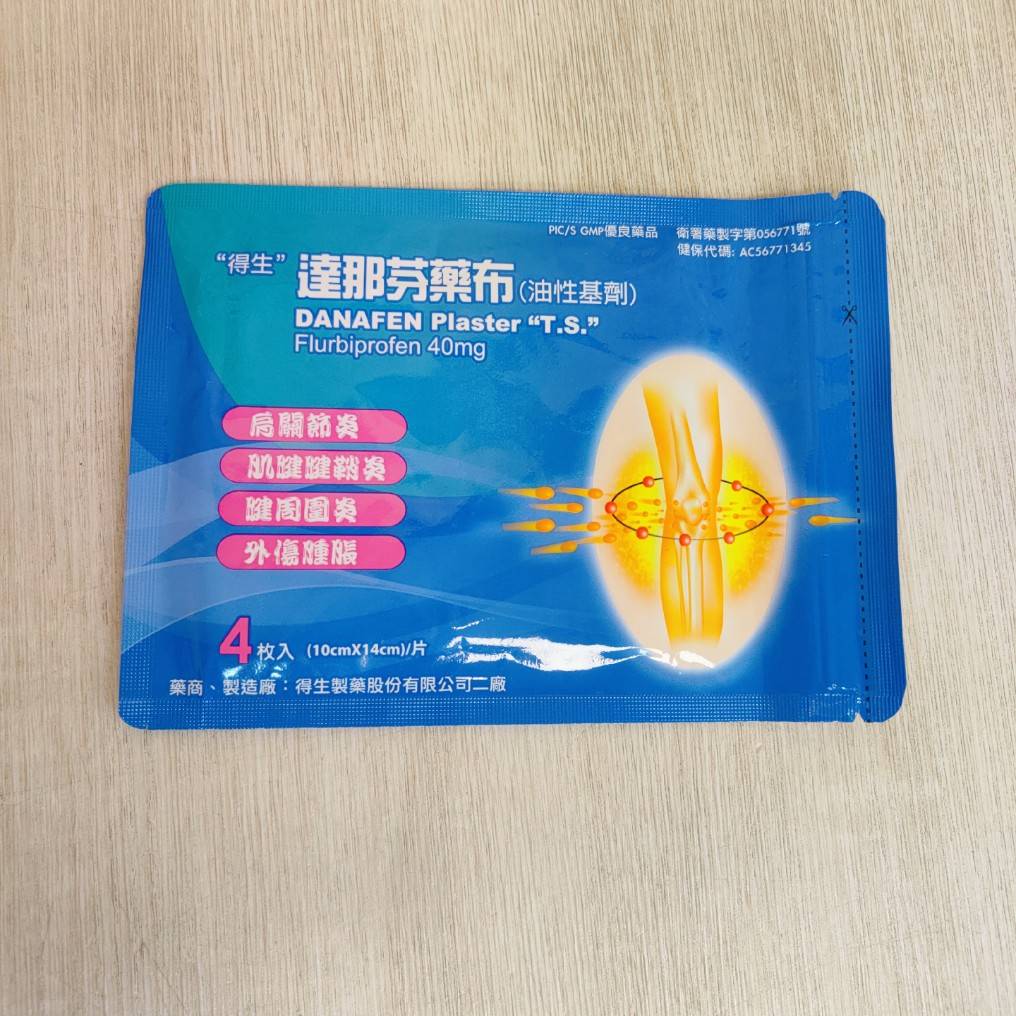 PIC/S GMP優良藥品 衛署藥製字第056771號
健保代碼: AC56771345
“得生” 達那芬藥布(油性基劑)
DANAFEN Plaster “T.S.”
Flurbiprofen 40mg
肩關節炎
肌腱腱鞘炎
腱周圍炎
外傷腫脹
4枚入 (10cmX14cm)/片
藥商、製造廠：得生製藥股份有限公司二廠